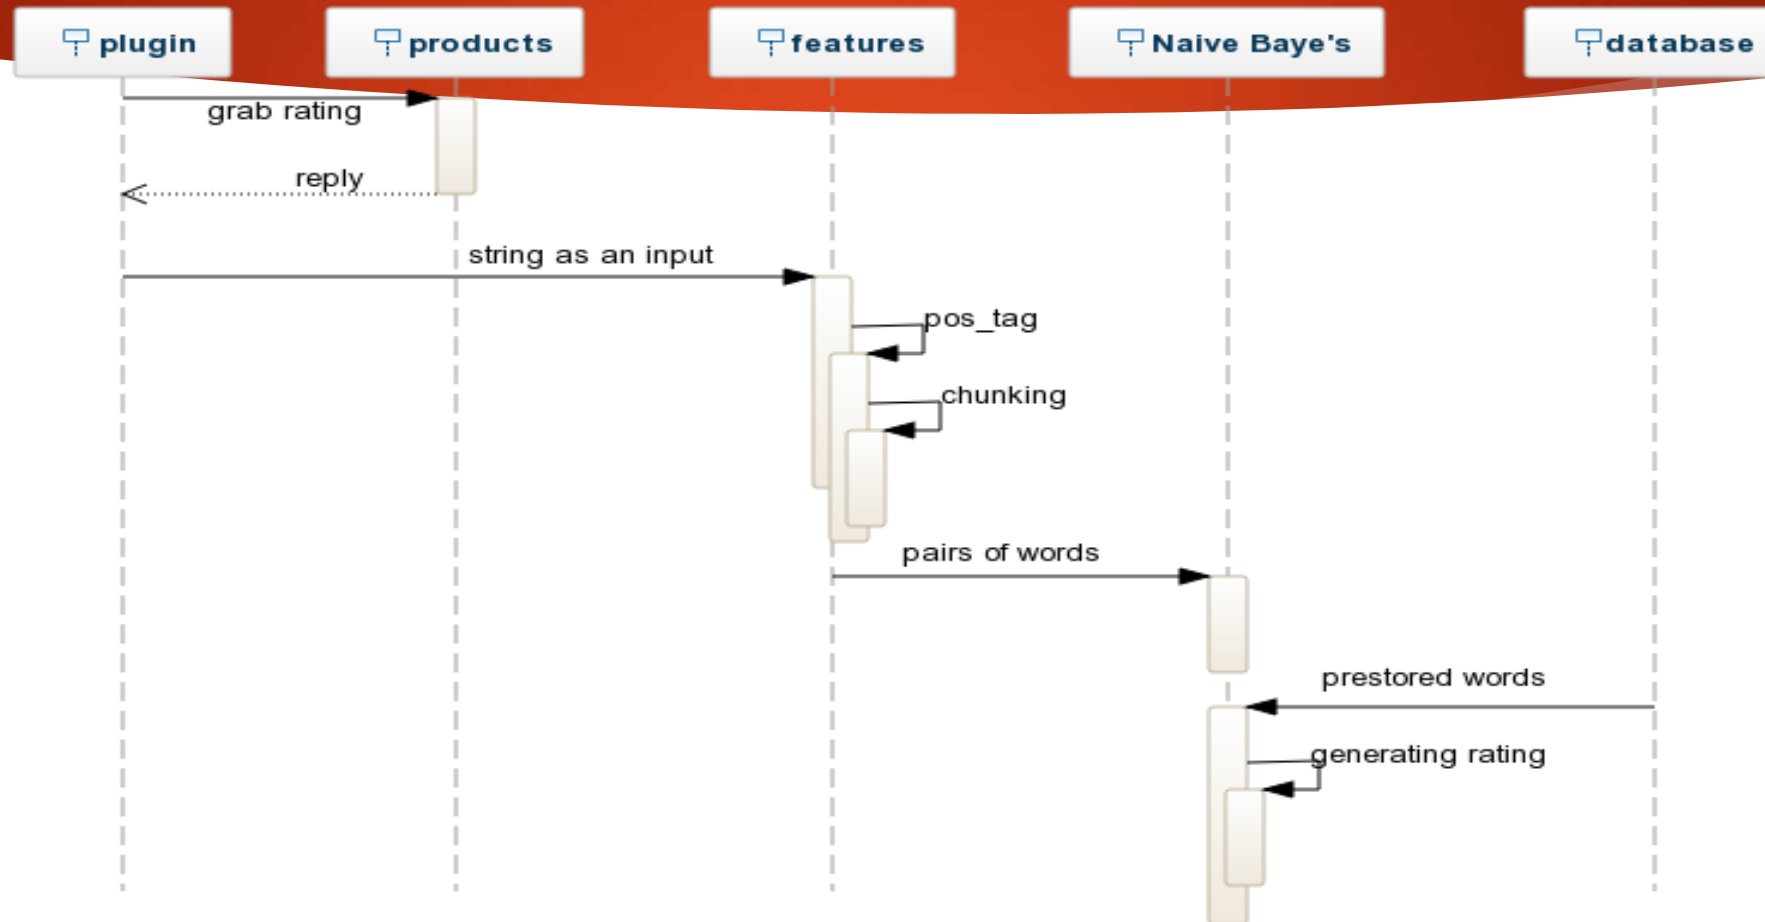 plugin
products
features
Naive Baye's
database
grab rating
reply
string as an input
pos_tag
chunking
pairs of words
prestored words
generating rating